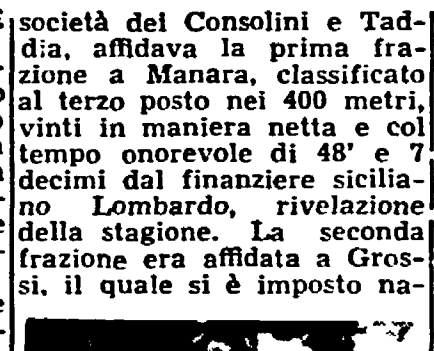 società dei Consolini e Tad-
dia, affidava la prima fra-
zione a Manara, classificato
al terzo posto nei 400 metri,
vinti in maniera netta e col
tempo onorevole di 48' e 7
decimi dal finanziere sicilia-
no Lombardo, rivelazione
della stagione. La seconda
frazione era affidata a Gros-
si, il quale si è imposto na-